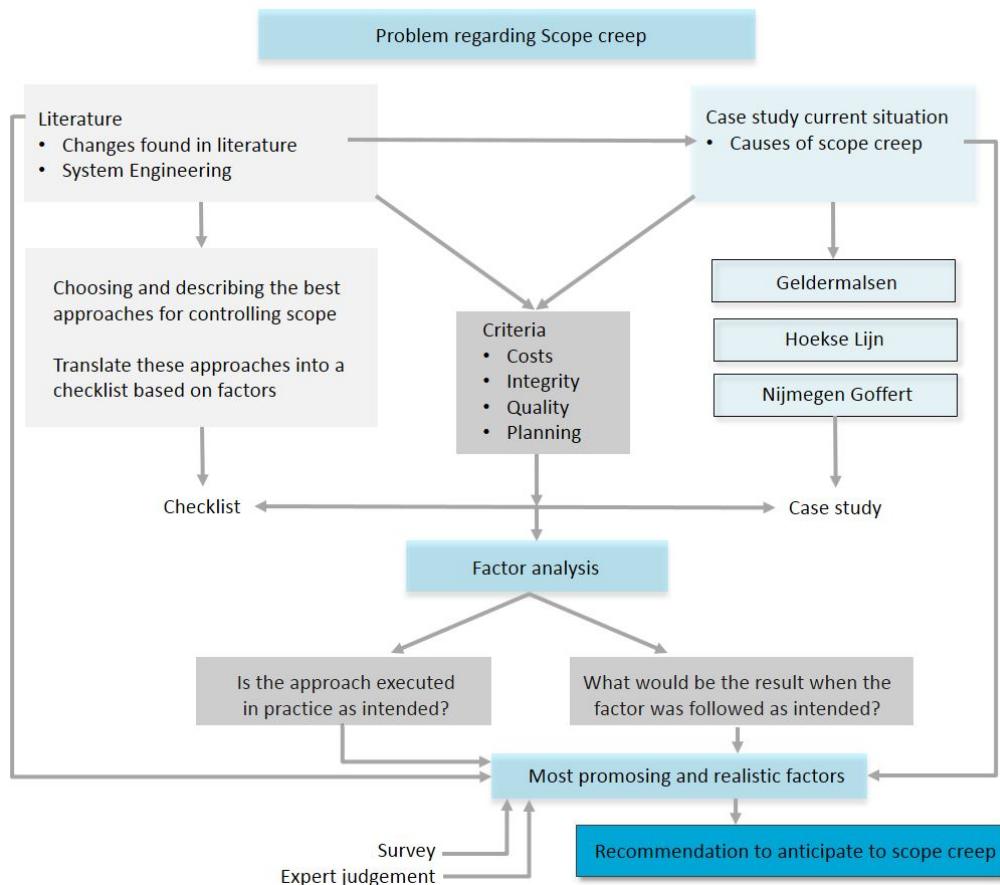 Problem regarding Scope creep
Literature
• Changes found in literature
• System Engineering
Case study current situation
• Causes of scope creep
Choosing and describing the best
approaches for controlling scope
Translate these approaches into a
checklist based on factors
Criteria
• Costs
• Integrity
• Quality
• Planning
Geldermalsen
Hoekse Lijn
Nijmegen Goffert
Checklist
Case study
Factor analysis
Is the approach executed
in practice as intended?
What would be the result when the
factor was followed as intended?
Most promosing and realistic factors
Survey
Expert judgement
Recommendation to anticipate to scope creep